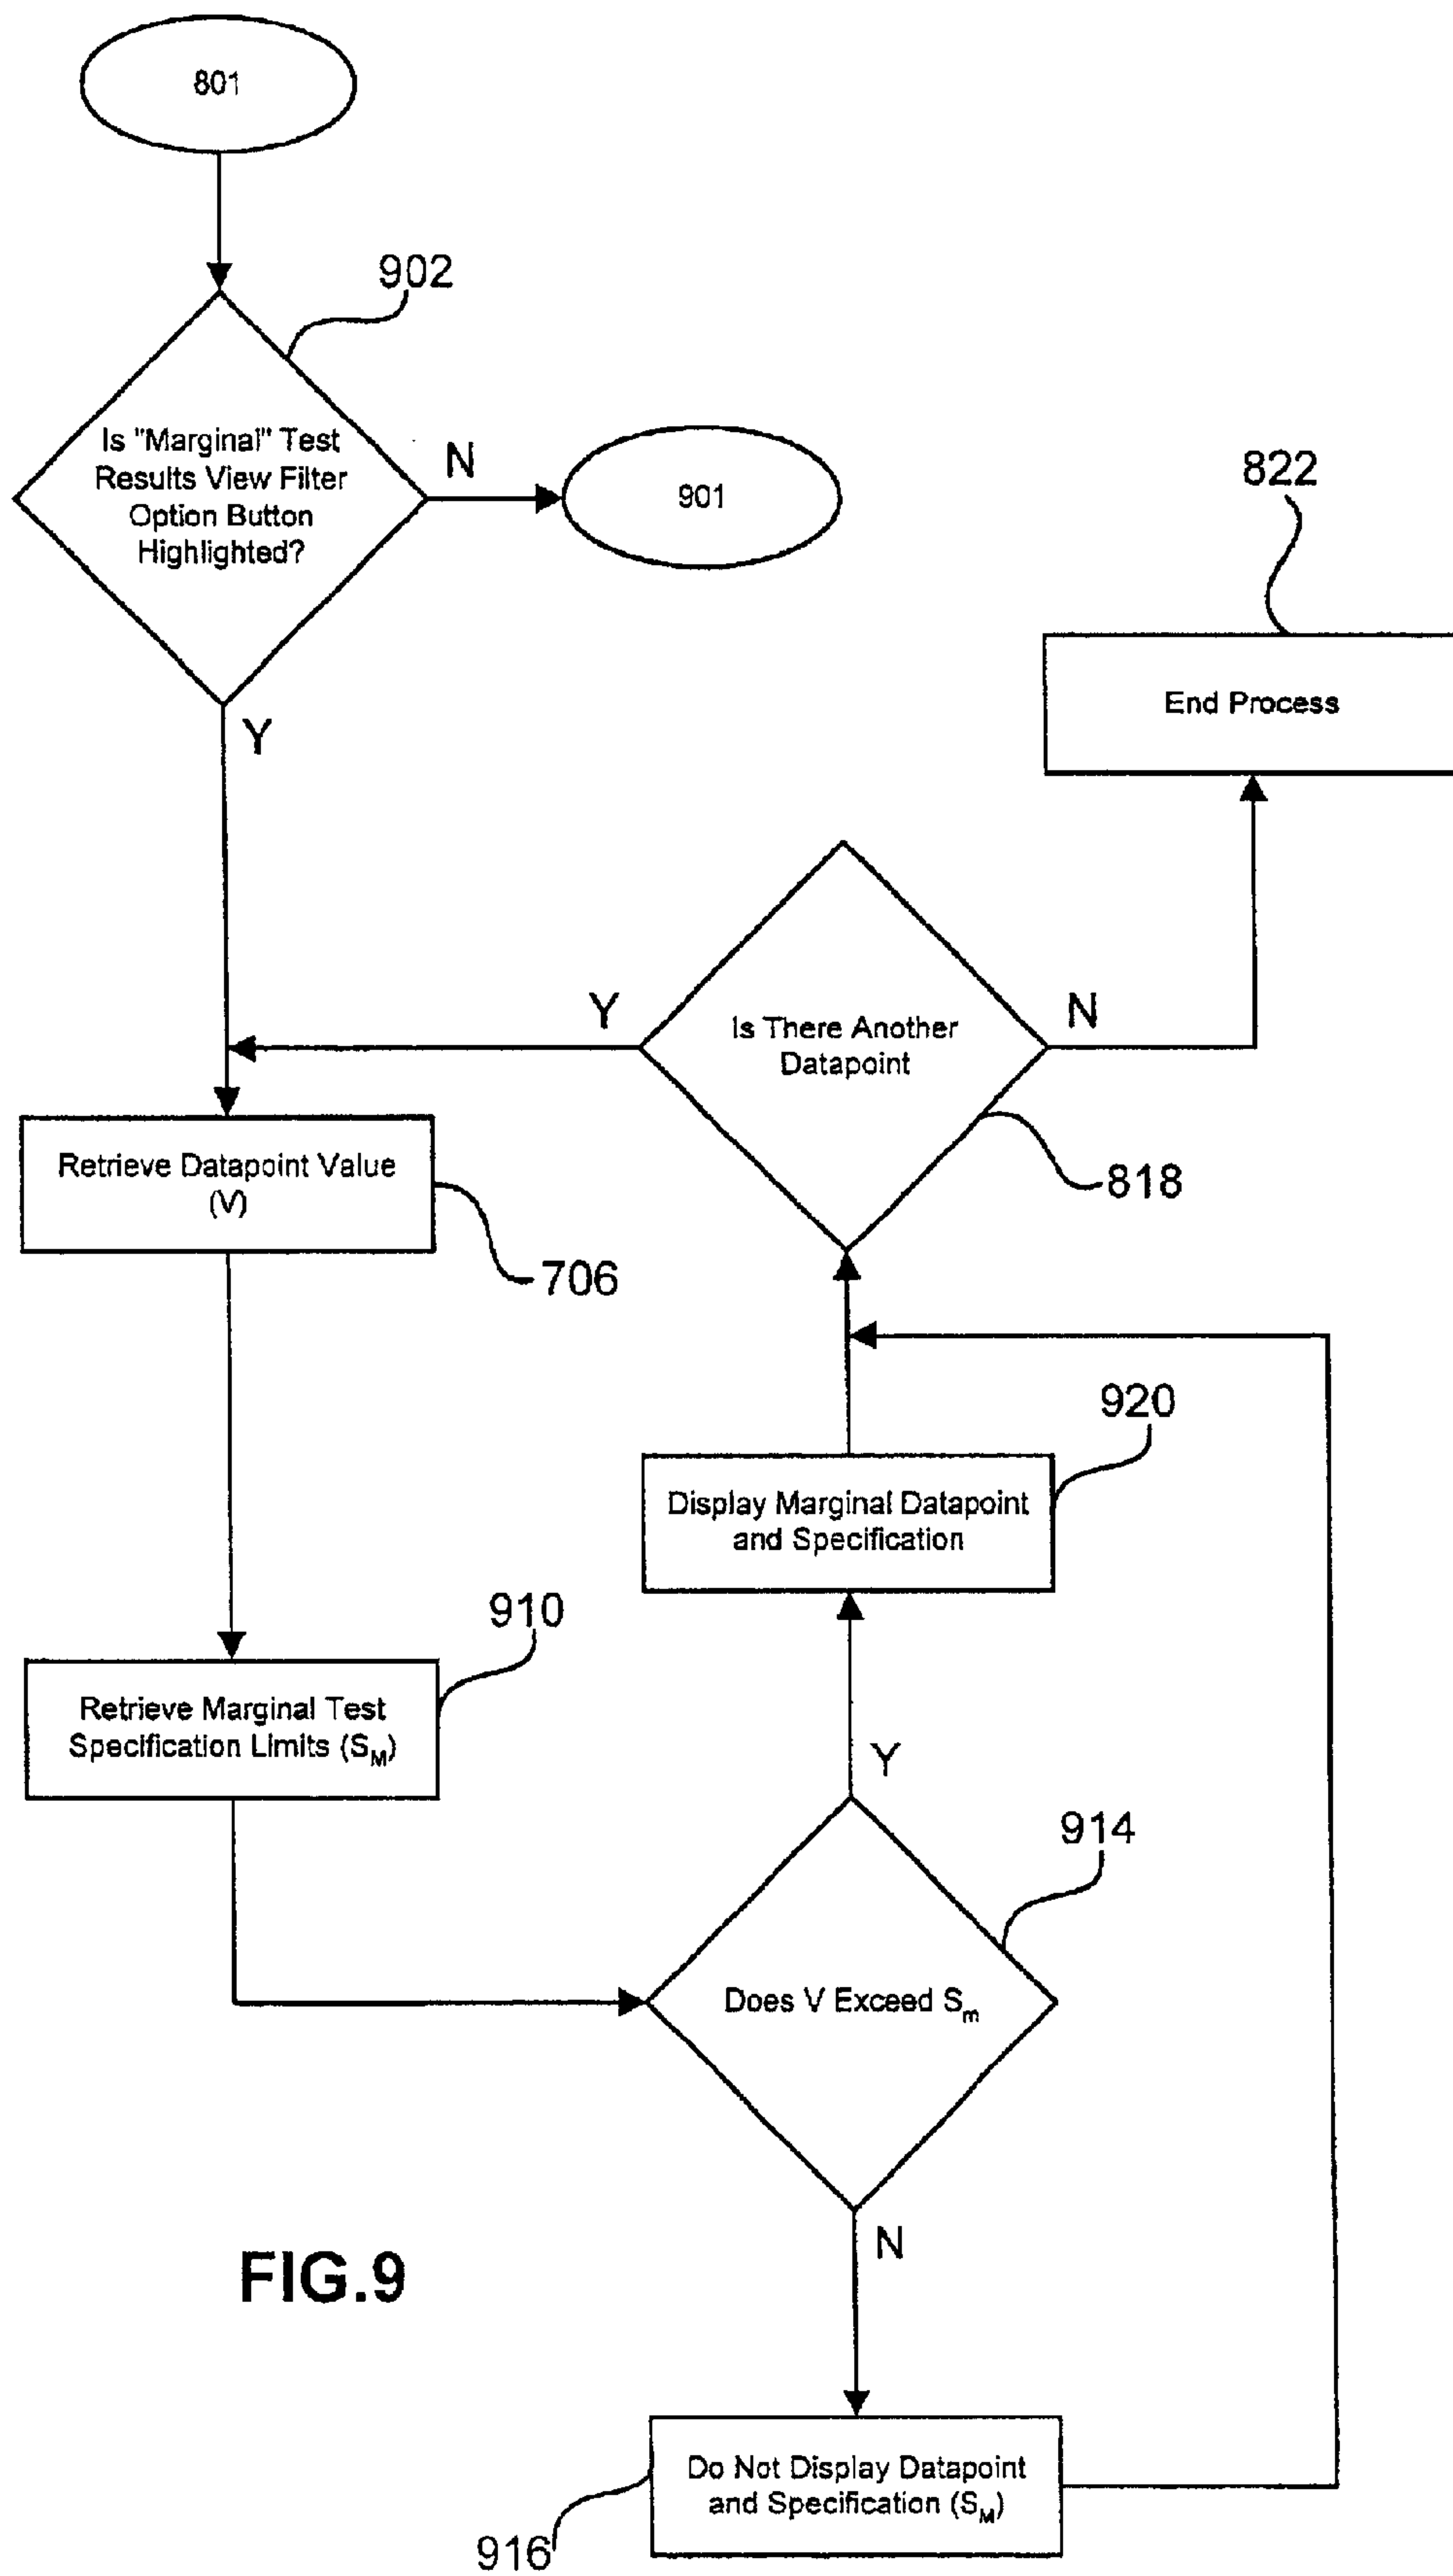 801
902
Is "Marginal" Test
Results View Filter
Option Button
Highlighted?
N
901
Y
822
End Process
Is There Another
Datapoint
Y
N
818
Retrieve Datapoint Value
(V)
706
920
Display Marginal Datapoint
and Specification
910
Retrieve Marginal Test
Specification Limits (SM)
Y
914
Does V Exceed Sm
N
FIG.9
Do Not Display Datapoint
and Specification (SM)
916